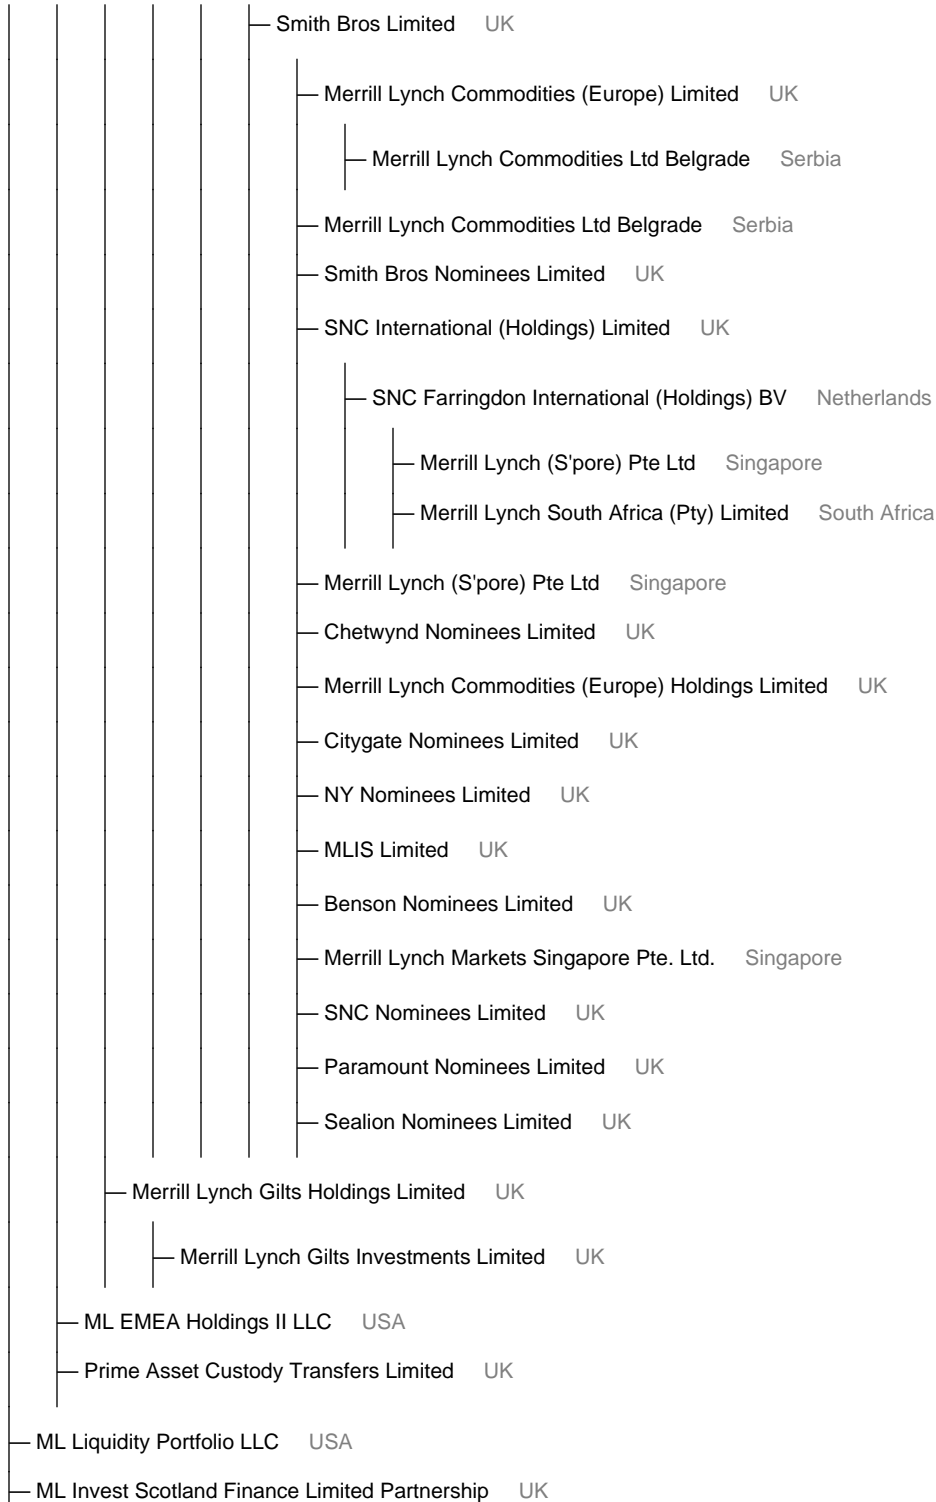 Smith Bros Limited UK
Merrill Lynch Commodities (Europe) Limited UK
Merrill Lynch Commodities Ltd Belgrade Serbia
Merrill Lynch Commodities Ltd Belgrade Serbia
Smith Bros Nominees Limited UK
SNC International (Holdings) Limited UK
SNC Farringdon International (Holdings) BV Netherlands
Merrill Lynch (S'pore) Pte Ltd Singapore
Merrill Lynch South Africa (Pty) Limited South Africa
Merrill Lynch (S'pore) Pte Ltd Singapore
Chetwynd Nominees Limited UK
Merrill Lynch Commodities (Europe) Holdings Limited UK
Citygate Nominees Limited UK
NY Nominees Limited UK
MLIS Limited UK
Benson Nominees Limited UK
Merrill Lynch Markets Singapore Pte. Ltd. Singapore
SNC Nominees Limited UK
Paramount Nominees Limited UK
Sealion Nominees Limited UK
Merrill Lynch Gilts Holdings Limited UK
Merrill Lynch Gilts Investments Limited UK
ML EMEA Holdings II LLC USA
Prime Asset Custody Transfers Limited UK
ML Liquidity Portfolio LLC USA
ML Invest Scotland Finance Limited Partnership UK